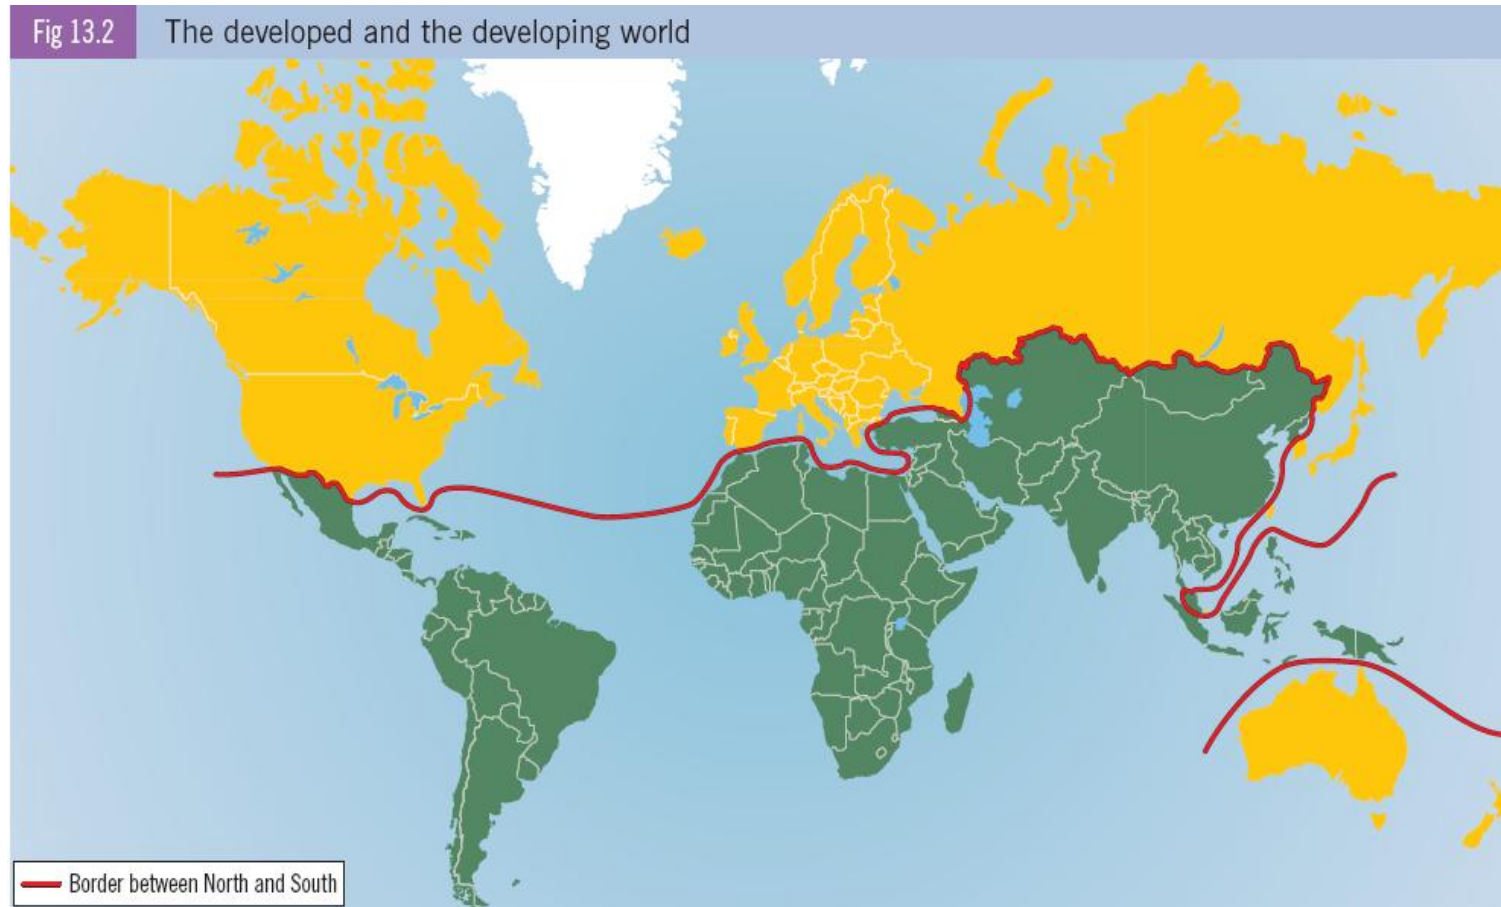 Fig 13.2
The developed and the developing world
Border between North and South